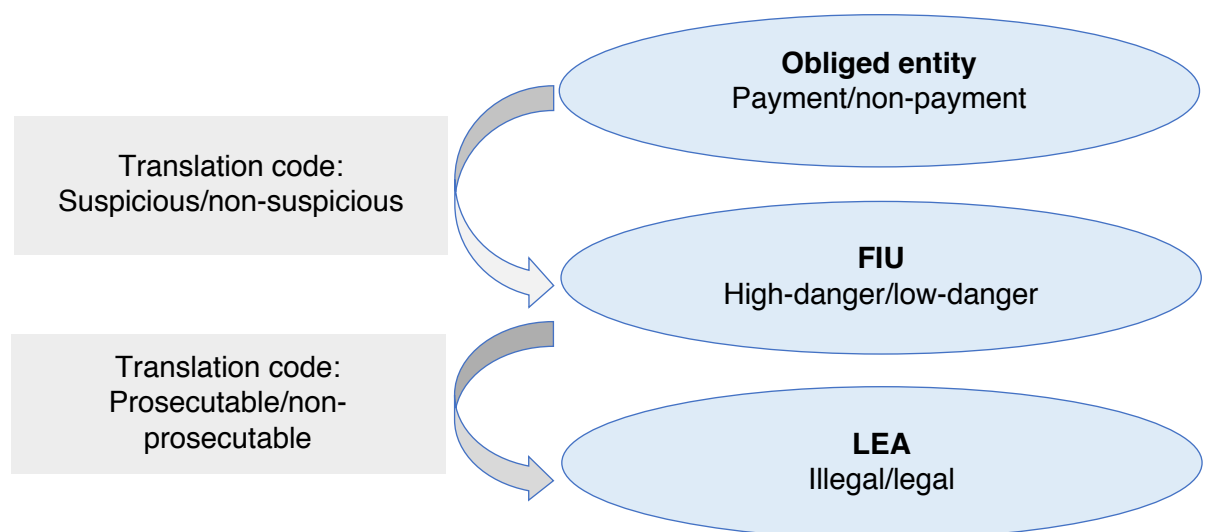 Obliged entity
Payment/non-payment
Translation code:
Suspicious/non-suspicious
FIU
High-danger/low-danger
Translation code:
Prosecutable/non-
prosecutable
LEA
Illegal/legal